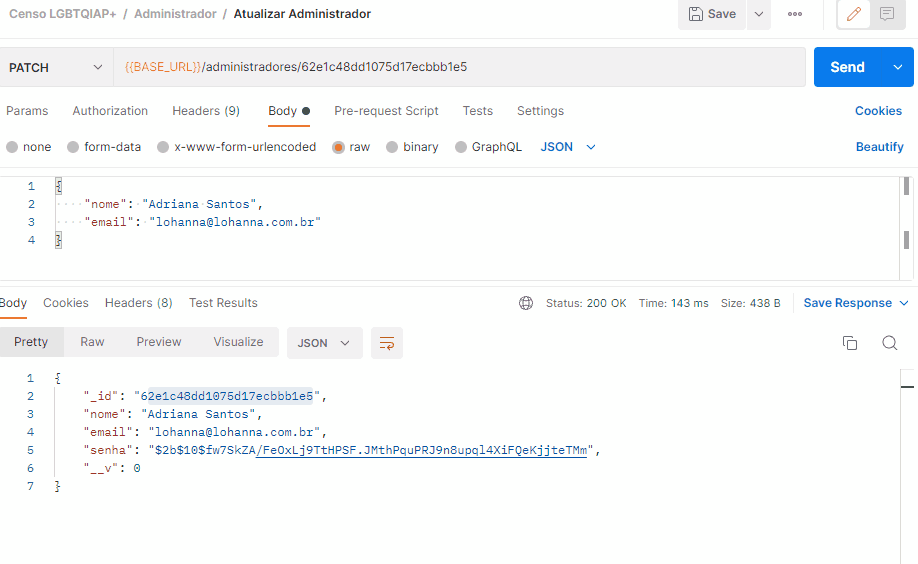 Censo LGBTQIAP+ / Administrador / Atualizar Administrador Save
PATCH {{BASE_URL}}/administradores/62e1c48dd1075d17ecbbb1e5 Send
Params Authorization Headers (9) Body Pre-request Script Tests Settings Cookies
none form-data x-www-form-urlencoded raw binary GraphQL JSON Beautify
1 {
2 "nome": "Adriana Santos",
3 "email": "lohanna@lohanna.com.br"
4 }
Body Cookies Headers (8) Test Results Status: 200 OK Time: 143 ms Size: 438 B Save Response
Pretty Raw Preview Visualize JSON
1 {
2 "_id": "62e1c48dd1075d17ecbbb1e5",
3 "nome": "Adriana Santos",
4 "email": "lohanna@lohanna.com.br",
5 "senha": "$2b$10$fw7SkZA/FeOxLj9TtHPSF.JMthPquPRJ9n8upql4XiFQeKjjteTMm",
6 "__v": 0
7 }